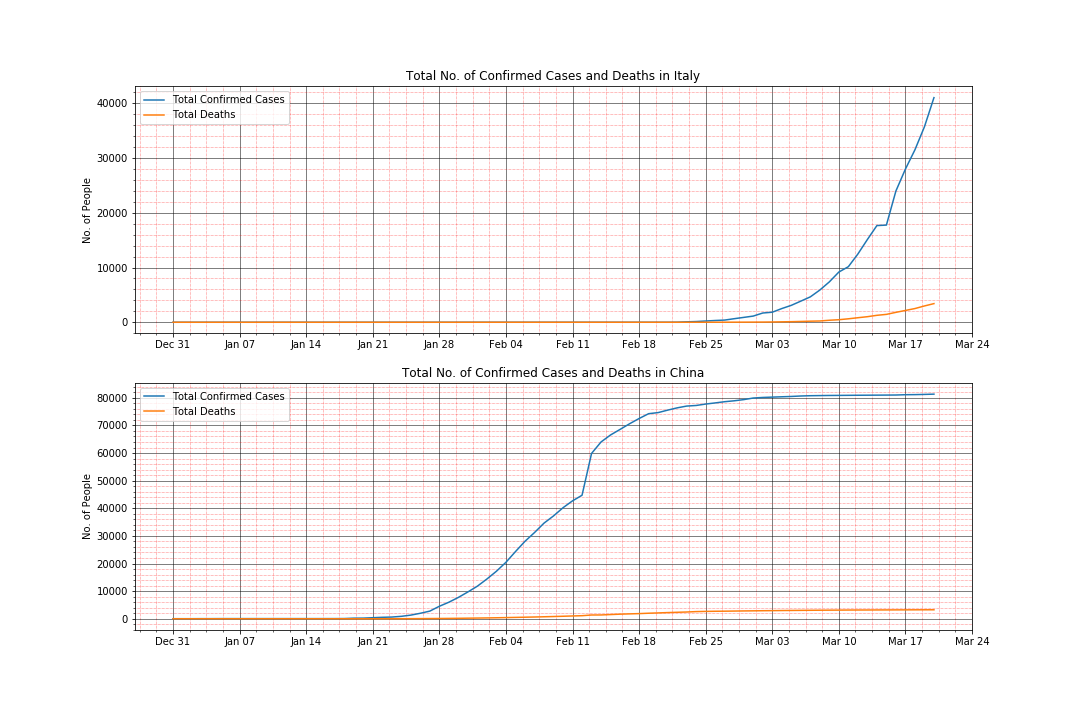 Total No. of Confirmed Cases and Deaths in Italy
Total Confirmed Cases
Total Deaths
No. of People
40000
30000
20000
10000
0
Dec 31 Jan 07 Jan 14 Jan 21 Jan 28 Feb 04 Feb 11 Feb 18 Feb 25 Mar 03 Mar 10 Mar 17 Mar 24
Total No. of Confirmed Cases and Deaths in China
Total Confirmed Cases
Total Deaths
No. of People
80000
70000
60000
50000
40000
30000
20000
10000
0
Dec 31 Jan 07 Jan 14 Jan 21 Jan 28 Feb 04 Feb 11 Feb 18 Feb 25 Mar 03 Mar 10 Mar 17 Mar 24